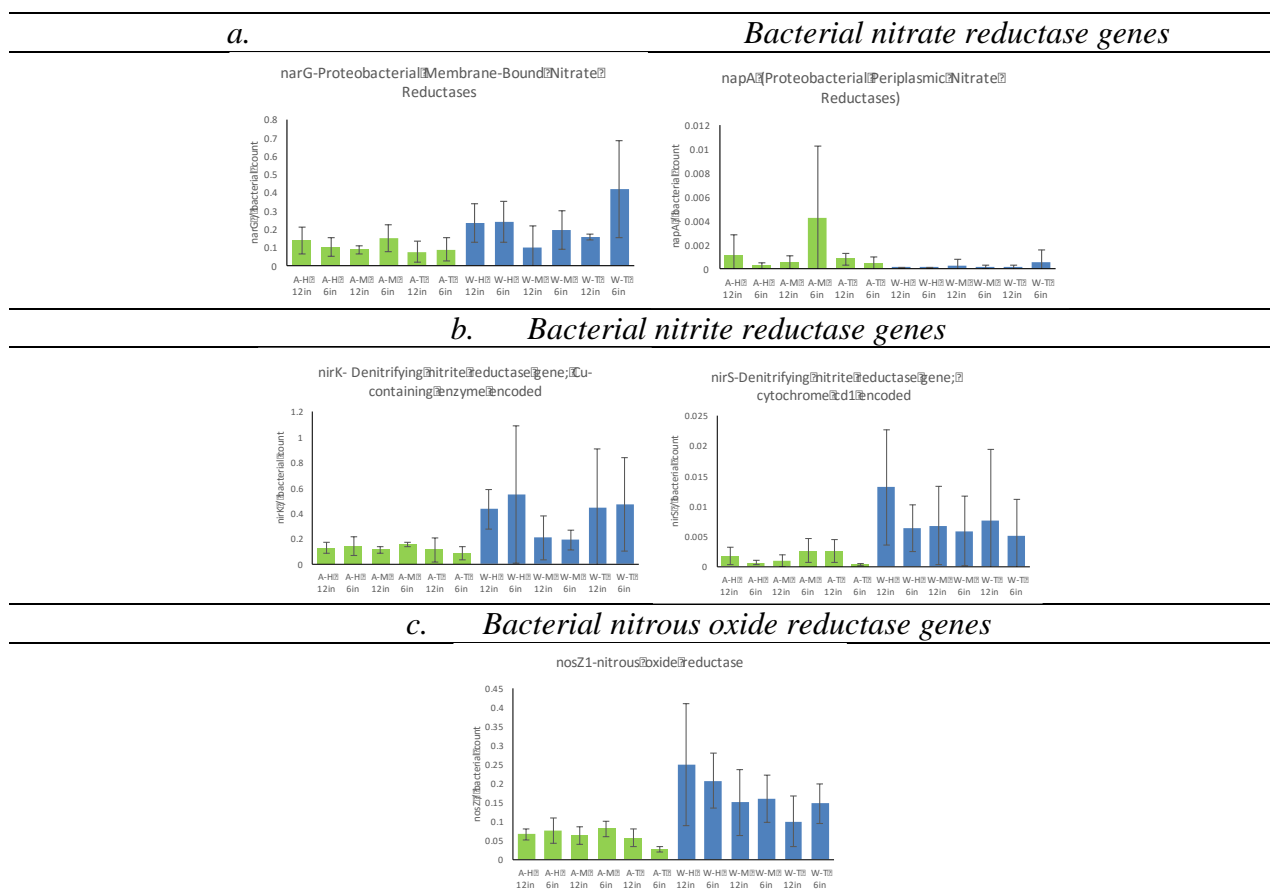 a. Bacterial nitrate reductase genes
narG-Proteobacterial Membrane-Bound Nitrate
Reductases
narG / bacterial count
0.8
0.7
0.6
0.5
0.4
0.3
0.2
0.1
0
A-H A-H A-M A-M A-T A-T W-H W-H W-M W-M W-T W-T
12in 6in 12in 6in 12in 6in 12in 6in 12in 6in 12in 6in
napA (Proteobacterial Periplasmic Nitrate
Reductases)
napA / bacterial count
0.012
0.01
0.008
0.006
0.004
0.002
0
A-H A-H A-M A-M A-T A-T W-H W-H W-M W-M W-T W-T
12in 6in 12in 6in 12in 6in 12in 6in 12in 6in 12in 6in
b. Bacterial nitrite reductase genes
nirK- Denitrifying nitrite reductase gene; Cu-
containing enzyme encoded
nirK / bacterial count
1.2
1
0.8
0.6
0.4
0.2
0
A-H A-H A-M A-M A-T A-T W-H W-H W-M W-M W-T W-T
12in 6in 12in 6in 12in 6in 12in 6in 12in 6in 12in 6in
nirS-Denitrifying nitrite reductase gene;
cytochrome cd1 encoded
nirS / bacterial count
0.025
0.02
0.015
0.01
0.005
0
A-H A-H A-M A-M A-T A-T W-H W-H W-M W-M W-T W-T
12in 6in 12in 6in 12in 6in 12in 6in 12in 6in 12in 6in
c. Bacterial nitrous oxide reductase genes
nosZ1-nitrous oxide reductase
nosZ / bacterial count
0.45
0.4
0.35
0.3
0.25
0.2
0.15
0.1
0.05
0
A-H A-H A-M A-M A-T A-T W-H W-H W-M W-M W-T W-T
12in 6in 12in 6in 12in 6in 12in 6in 12in 6in 12in 6in